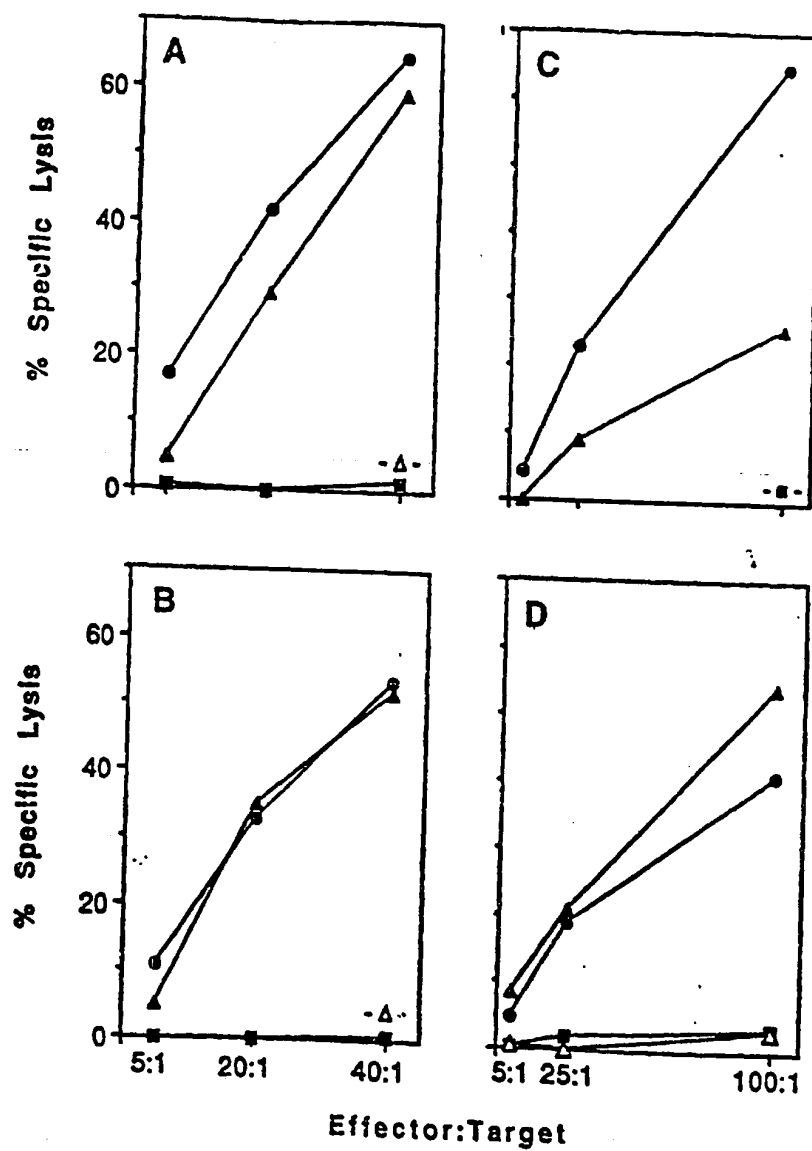 A
C
% Specific Lysis
60
40
20
0
B
D
% Specific Lysis
60
40
20
0
5:1 20:1 40:1
5:1 25:1 100:1
Effector:Target